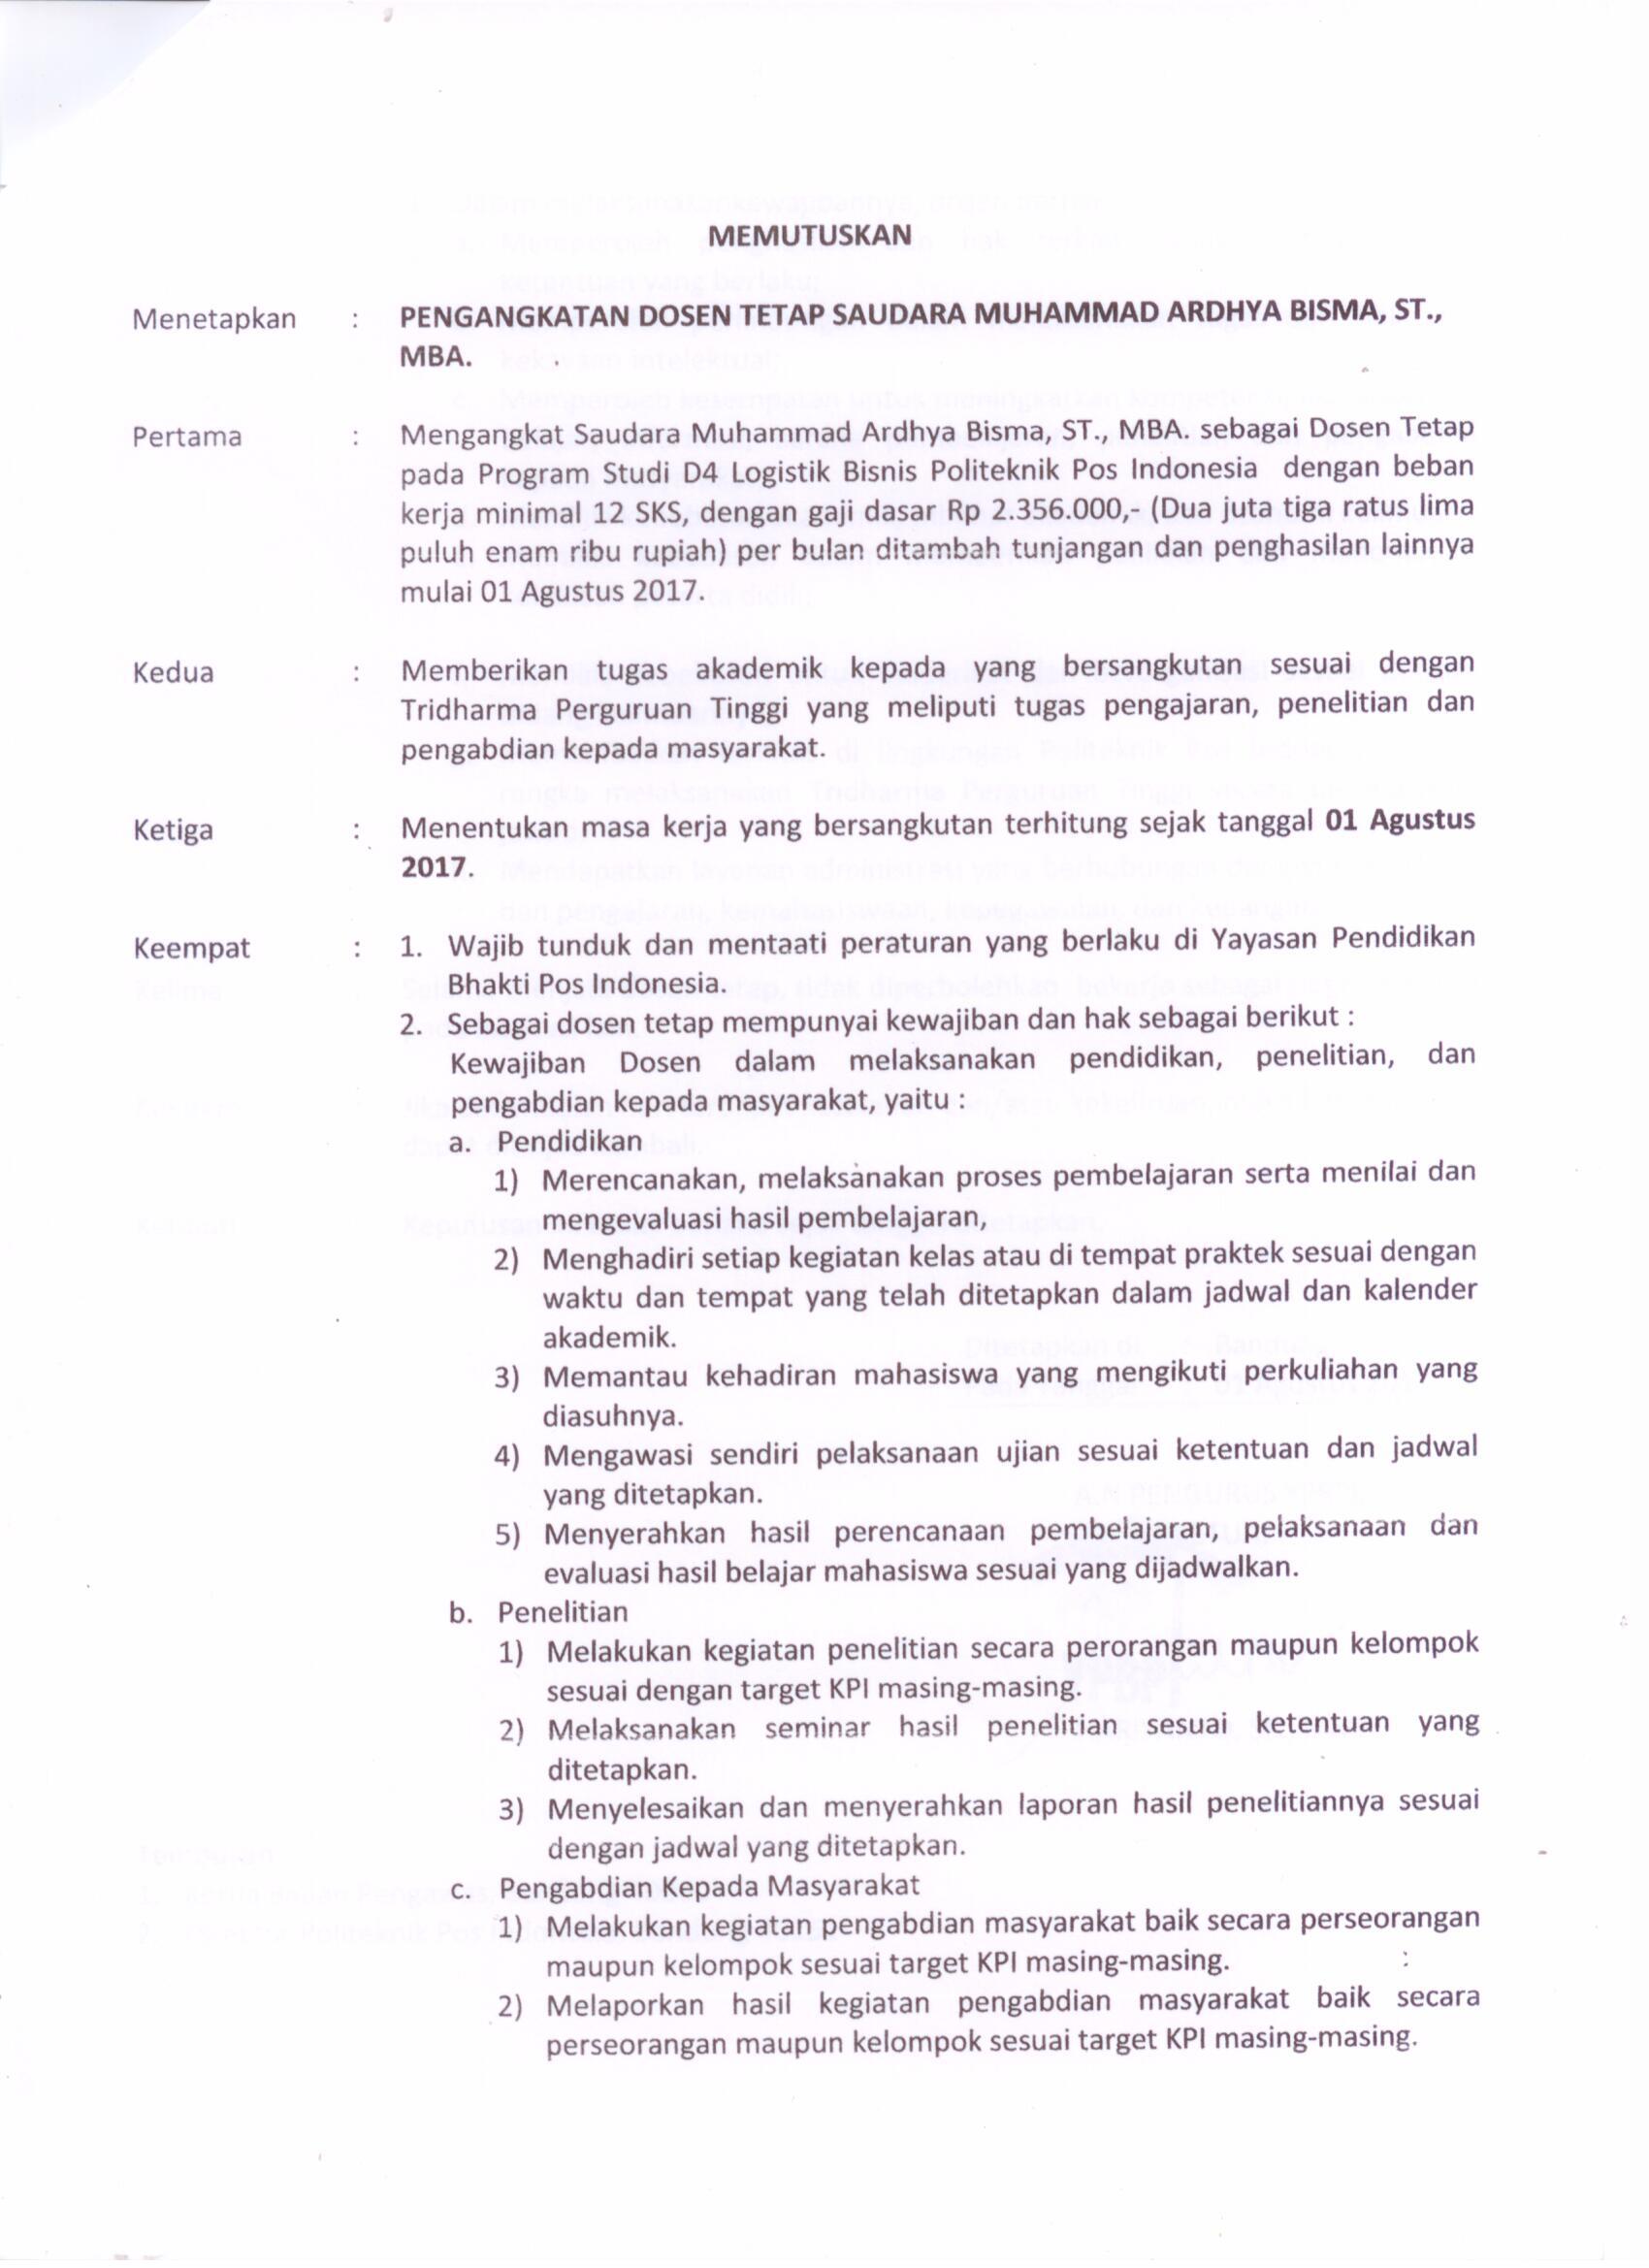 MEMUTUSKAN
Menetapkan : PENGANGKATAN DOSEN TETAP SAUDARA MUHAMMAD ARDHYA BISMA, ST.,
MBA.
Pertama : Mengangkat Saudara Muhammad Ardhya Bisma, ST., MBA. sebagai Dosen Tetap
pada Program Studi D4 Logistik Bisnis Politeknik Pos Indonesia dengan beban
kerja minimal 12 SKS, dengan gaji dasar Rp 2.356.000,- (Dua juta tiga ratus lima
puluh enam ribu rupiah) per bulan ditambah tunjangan dan penghasilan lainnya
mulai 01 Agustus 2017.
Kedua : Memberikan tugas akademik kepada yang bersangkutan sesuai dengan
Tridharma Perguruan Tinggi yang meliputi tugas pengajaran, penelitian dan
pengabdian kepada masyarakat.
Ketiga : Menentukan masa kerja yang bersangkutan terhitung sejak tanggal 01 Agustus
2017.
Keempat : 1. Wajib tunduk dan mentaati peraturan yang berlaku di Yayasan Pendidikan
Bhakti Pos Indonesia.
2. Sebagai dosen tetap mempunyai kewajiban dan hak sebagai berikut :
Kewajiban Dosen dalam melaksanakan pendidikan, penelitian, dan
pengabdian kepada masyarakat, yaitu :
a. Pendidikan
1) Merencanakan, melaksanakan proses pembelajaran serta menilai dan
mengevaluasi hasil pembelajaran,
2) Menghadiri setiap kegiatan kelas atau di tempat praktek sesuai dengan
waktu dan tempat yang telah ditetapkan dalam jadwal dan kalender
akademik.
3) Memantau kehadiran mahasiswa yang mengikuti perkuliahan yang
diasuhnya.
4) Mengawasi sendiri pelaksanaan ujian sesuai ketentuan dan jadwal
yang ditetapkan.
5) Menyerahkan hasil perencanaan pembelajaran, pelaksanaan dan
evaluasi hasil belajar mahasiswa sesuai yang dijadwalkan.
b. Penelitian
1) Melakukan kegiatan penelitian secara perorangan maupun kelompok
sesuai dengan target KPI masing-masing.
2) Melaksanakan seminar hasil penelitian sesuai ketentuan yang
ditetapkan.
3) Menyelesaikan dan menyerahkan laporan hasil penelitiannya sesuai
dengan jadwal yang ditetapkan.
c. Pengabdian Kepada Masyarakat
1) Melakukan kegiatan pengabdian masyarakat baik secara perseorangan
maupun kelompok sesuai target KPI masing-masing.
2) Melaporkan hasil kegiatan pengabdian masyarakat baik secara
perseorangan maupun kelompok sesuai target KPI masing-masing.